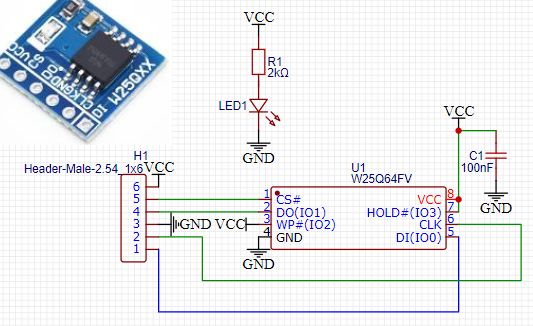 VCC
R1
2kΩ
LED1
GND
VCC
C1
100nF
GND
H1
Header-Male-2.54_1x6
VCC
6
5
4
3
2
1
GND
VCC
U1
W25Q64FV
1 CS#
2 DO(IO1)
3 WP#(IO2)
4 GND
VCC 8
HOLD#(IO3) 7
CLK 6
DI(IO0) 5
GND
VCC
CS
DO
GND
CLK
DI
W25QXX